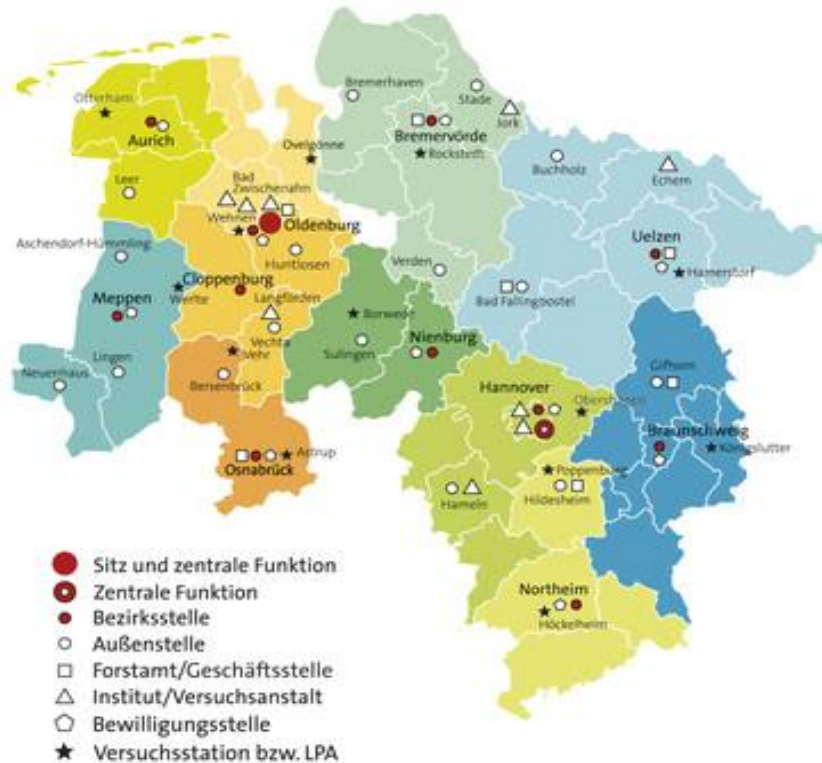 Otterham
Aurich
Leer
Bremerhaven
Stade
Jork
Bremervörde
Rockstedt
Ovelgönne
Bad
Zwischenahn
Wehnen
Oldenburg
Huntlosen
Buchholz
Echem
Uelzen
Hamerstorf
Aschendorf-Hümmling
Cloppenburg
Werlte
Langförden
Verden
Bad Fallingbostel
Meppen
Borwede
Nienburg
Vechta
Vehr
Sulingen
Lingen
Neuenhaus
Bersenbrück
Hannover
Gifhorn
Braunschweig
Königslutter
Astrup
Osnabrück
Poppenburg
Hameln
Hildesheim
Northeim
Höckelheim
Sitz und zentrale Funktion
Zentrale Funktion
Bezirksstelle
Außenstelle
Forstamt/Geschäftsstelle
Institut/Versuchsanstalt
Bewilligungsstelle
Versuchsstation bzw. LPA